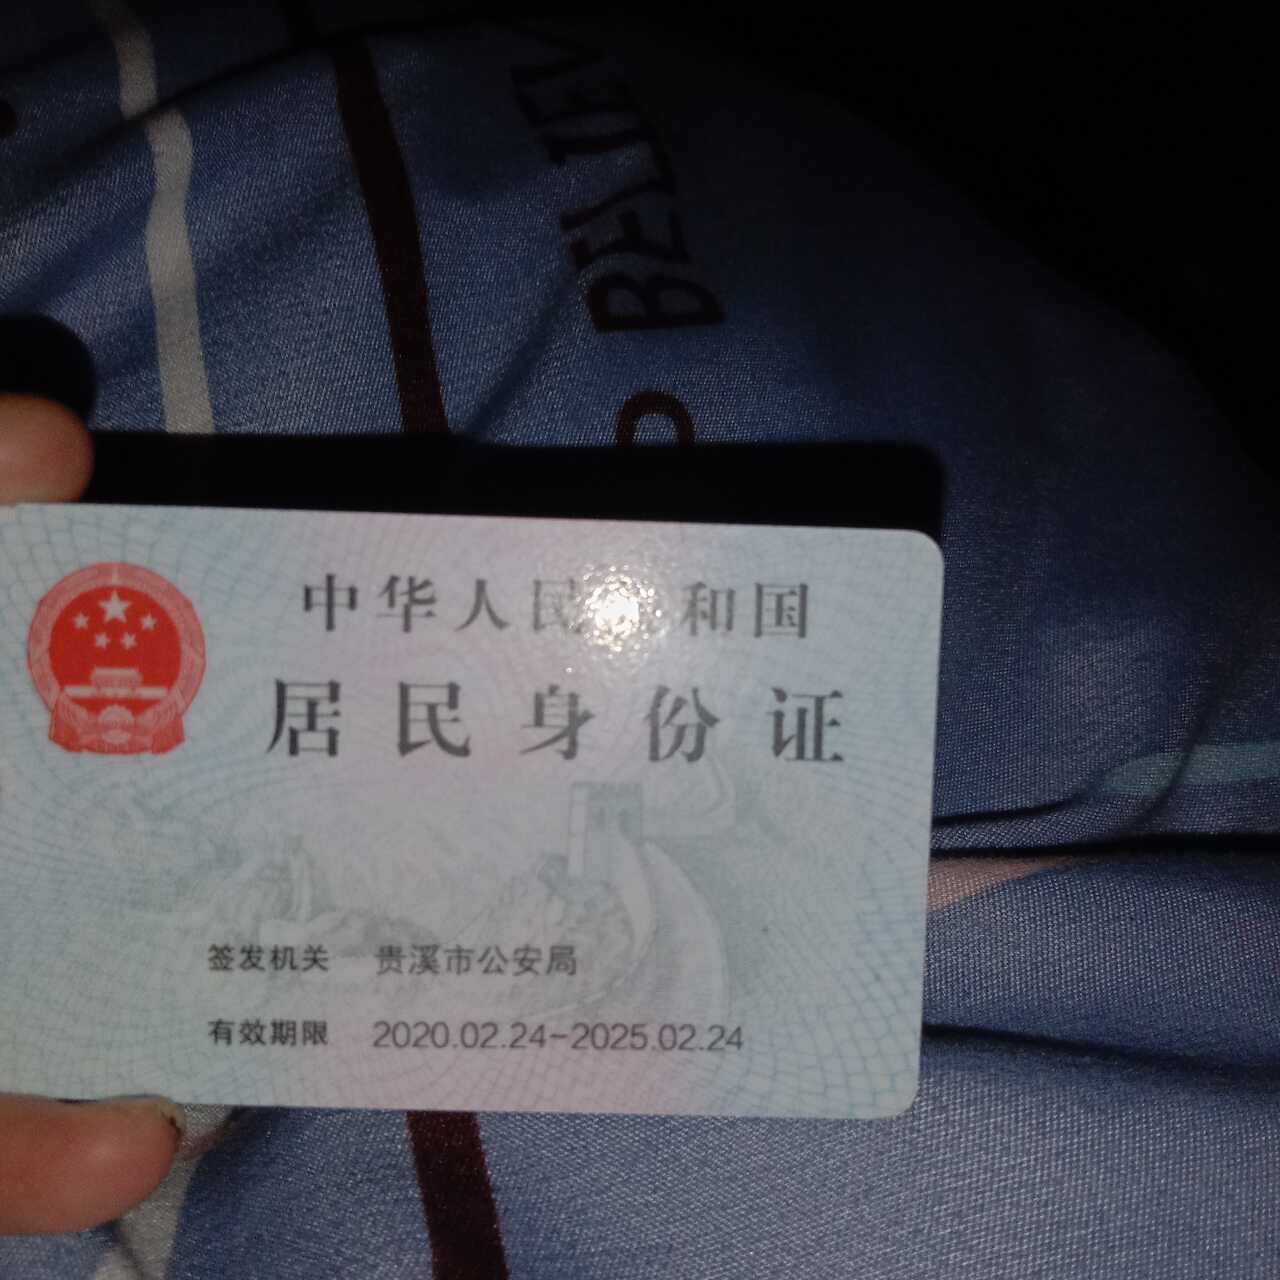 BELIEV
中华人民 和国
居民身份证
签发机关 贵溪市公安局
有效期限 2020.02.24-2025.02.24